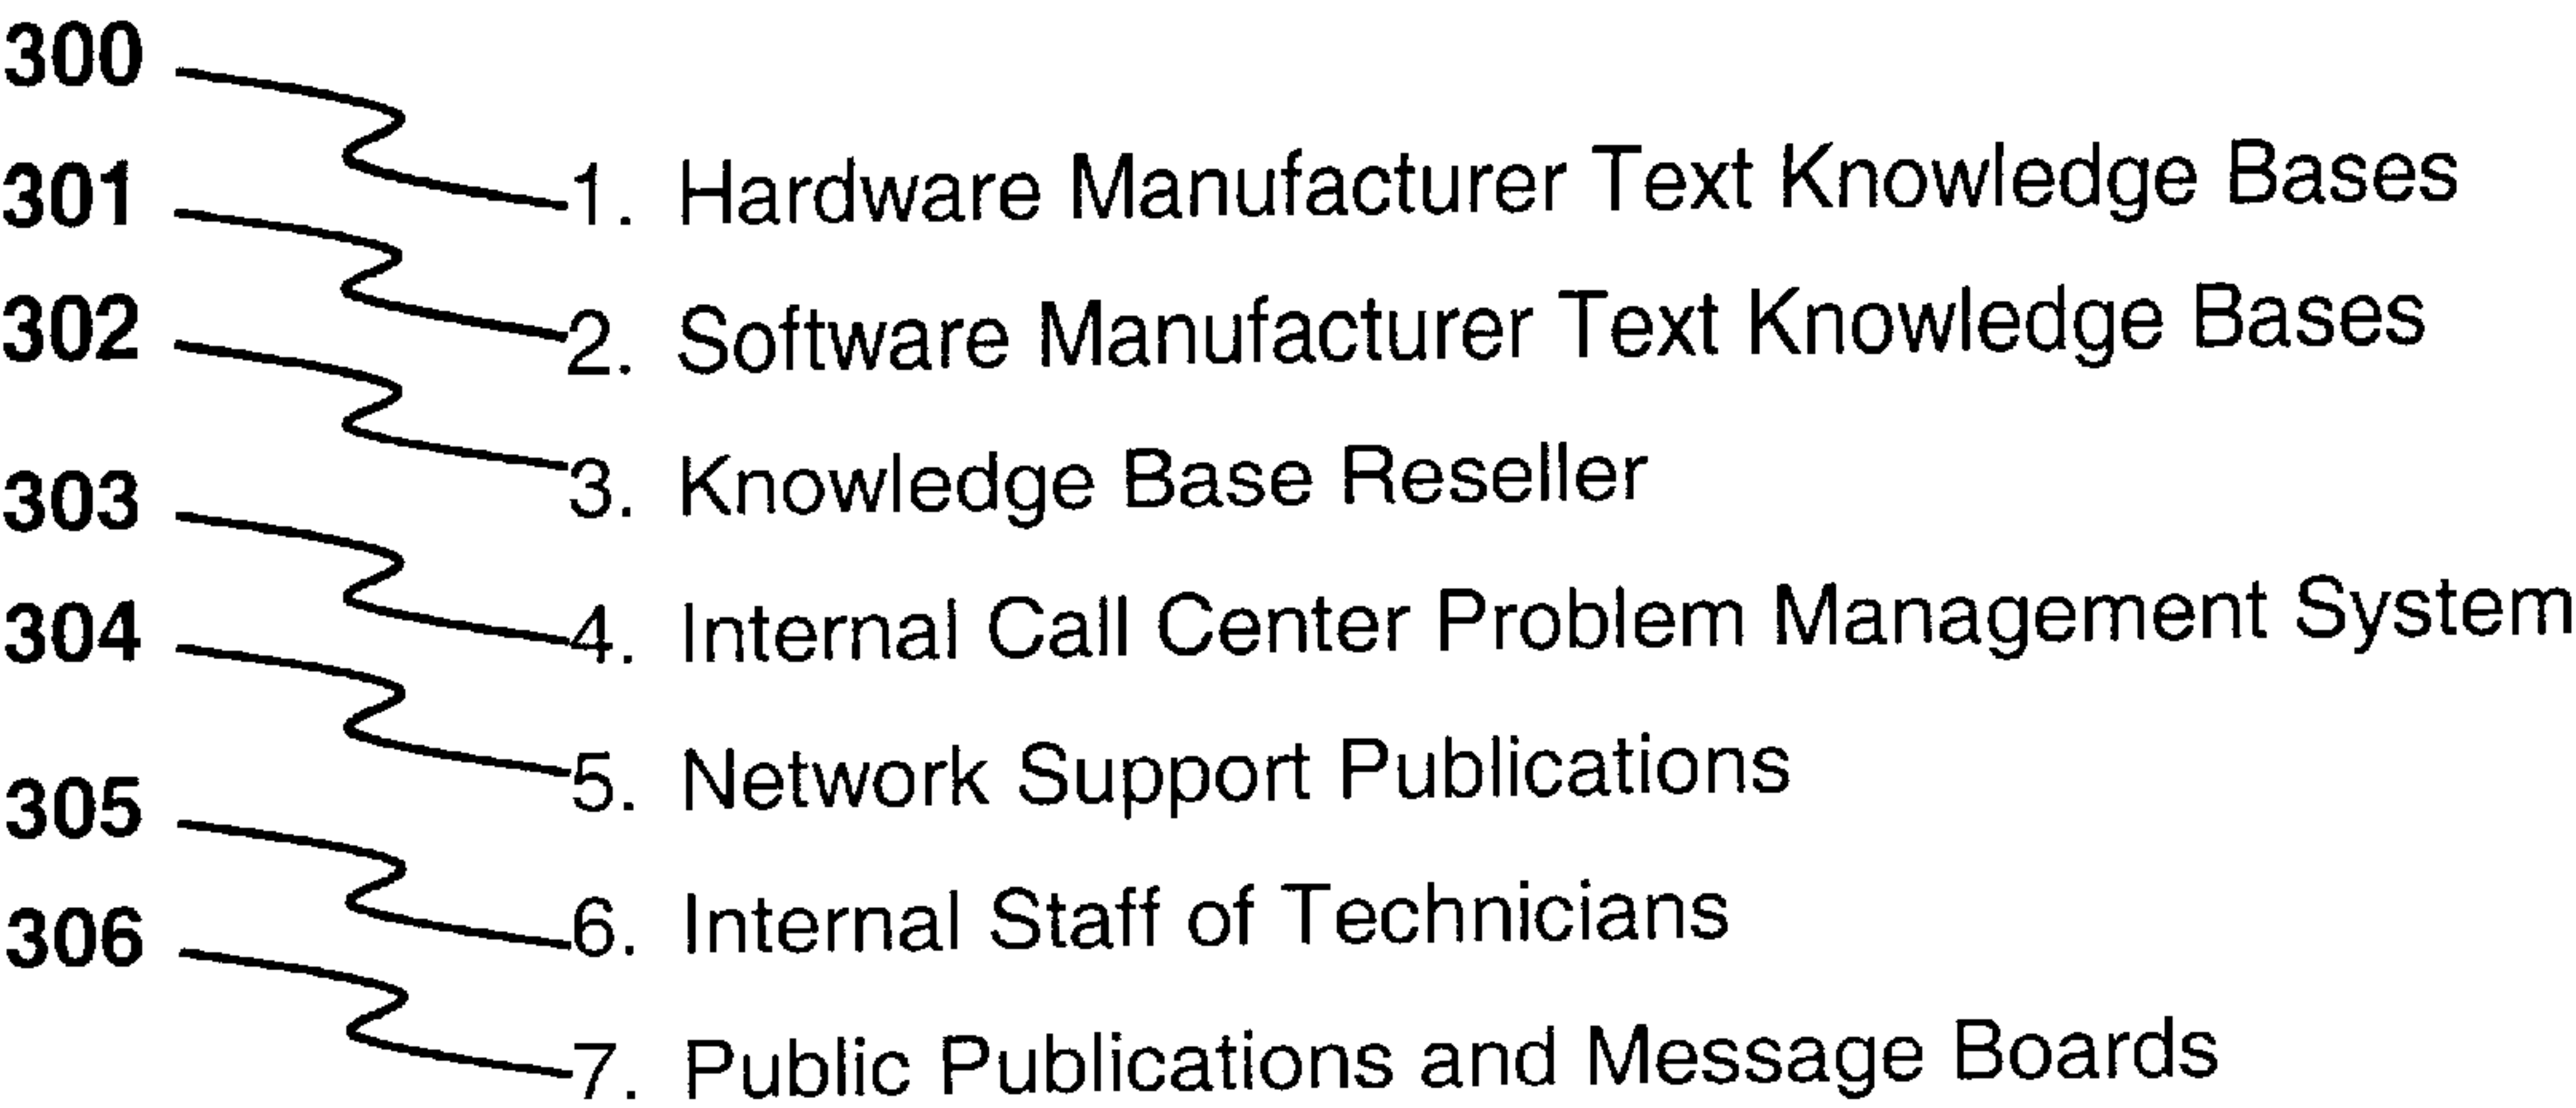 300
1. Hardware Manufacturer Text Knowledge Bases
301
2. Software Manufacturer Text Knowledge Bases
302
3. Knowledge Base Reseller
303
4. Internal Call Center Problem Management System
304
5. Network Support Publications
305
6. Internal Staff of Technicians
306
7. Public Publications and Message Boards